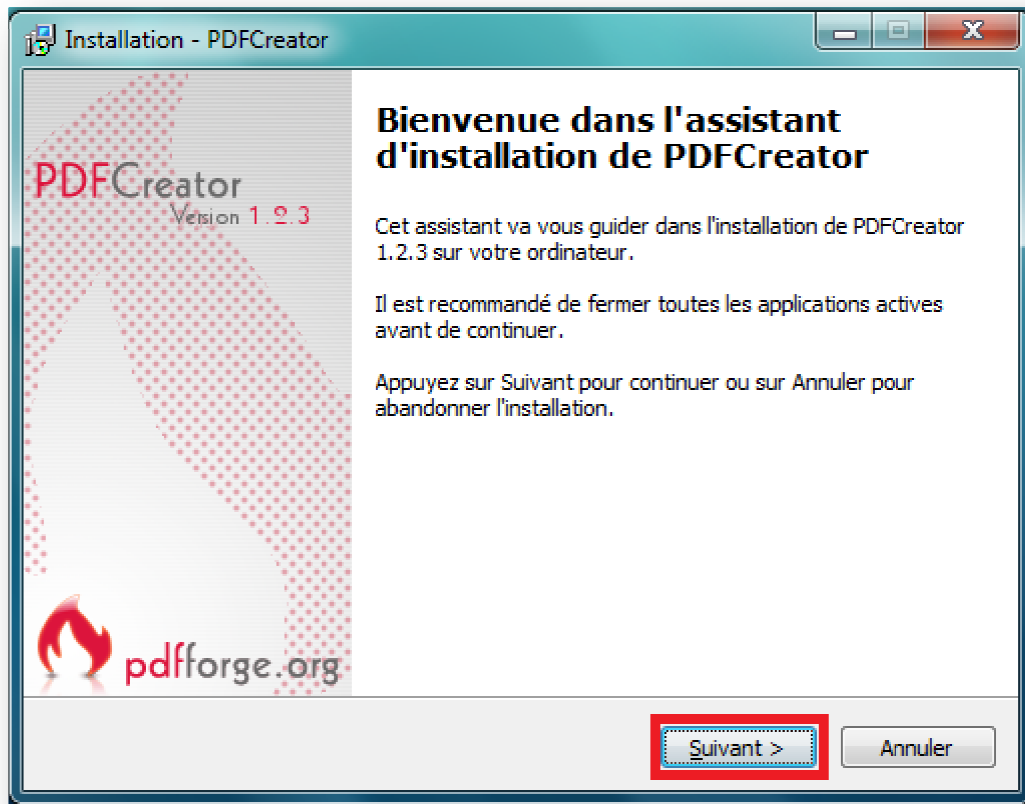 Installation - PDFCreator
PDFCreator
Version 1.2.3
Bienvenue dans l'assistant
d'installation de PDFCreator
Cet assistant va vous guider dans l'installation de PDFCreator
1.2.3 sur votre ordinateur.
Il est recommandé de fermer toutes les applications actives
avant de continuer.
Appuyez sur Suivant pour continuer ou sur Annuler pour
abandonner l'installation.
pdfforge.org
Suivant >
Annuler